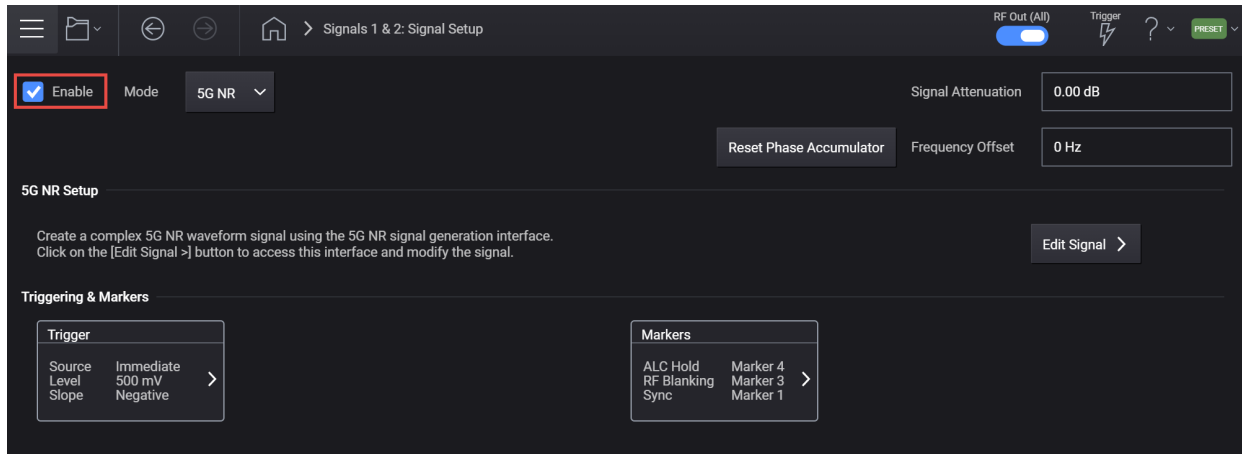 Signals 1 & 2: Signal Setup
RF Out (All)
Trigger
PRESET
Enable
Mode
5G NR
Signal Attenuation
0.00 dB
Reset Phase Accumulator
Frequency Offset
0 Hz
5G NR Setup
Create a complex 5G NR waveform signal using the 5G NR signal generation interface.
Click on the [Edit Signal >] button to access this interface and modify the signal.
Edit Signal
Triggering & Markers
Trigger
Source Immediate
Level 500 mV
Slope Negative
Markers
ALC Hold Marker 4
RF Blanking Marker 3
Sync Marker 1